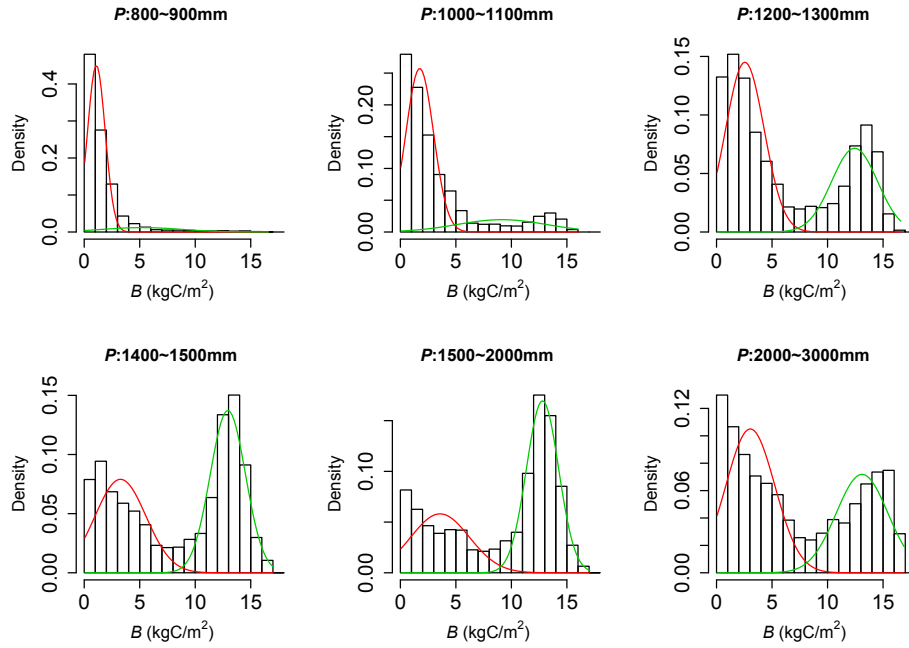 P:800~900mm
P:1000~1100mm
P:1200~1300mm
Density
0.0
0.2
0.4
0 5 10 15
B (kgC/m²)
Density
0.00
0.10
0.20
0 5 10 15
B (kgC/m²)
Density
0.00
0.05
0.10
0.15
0 5 10 15
B (kgC/m²)
P:1400~1500mm
P:1500~2000mm
P:2000~3000mm
Density
0.00
0.05
0.10
0.15
0 5 10 15
B (kgC/m²)
Density
0.00
0.10
0 5 10 15
B (kgC/m²)
Density
0.00
0.06
0.12
0 5 10 15
B (kgC/m²)